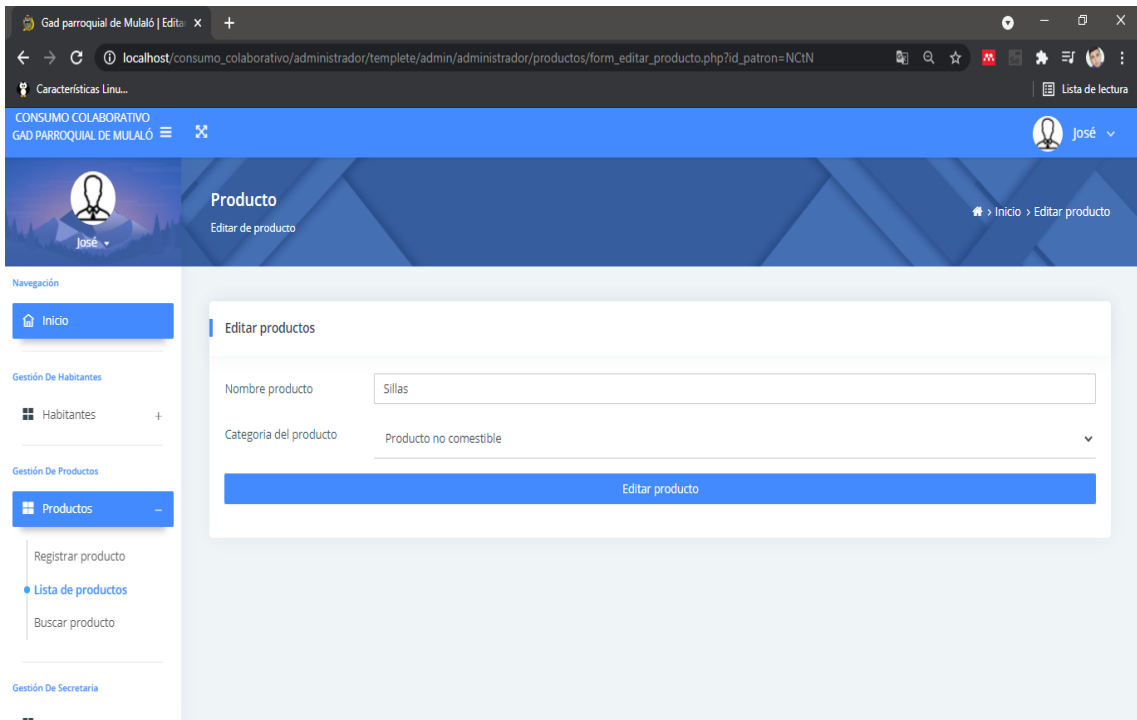 Gad parroquial de Mulaló | Edita
localhost/consumo_colaborativo/administrador/templete/admin/administrador/productos/form_editar_producto.php?id_patron=NCtN
Características Linu...
Lista de lectura
CONSUMO COLABORATIVO
GAD PARROQUIAL DE MULALÓ
José
José
Producto
Editar de producto
Inicio › Editar producto
Navegación
Inicio
Gestión De Habitantes
Habitantes +
Gestión De Productos
Productos –
Registrar producto
Lista de productos
Buscar producto
Gestión De Secretaria
Editar productos
Nombre producto
Sillas
Categoria del producto
Producto no comestible
Editar producto